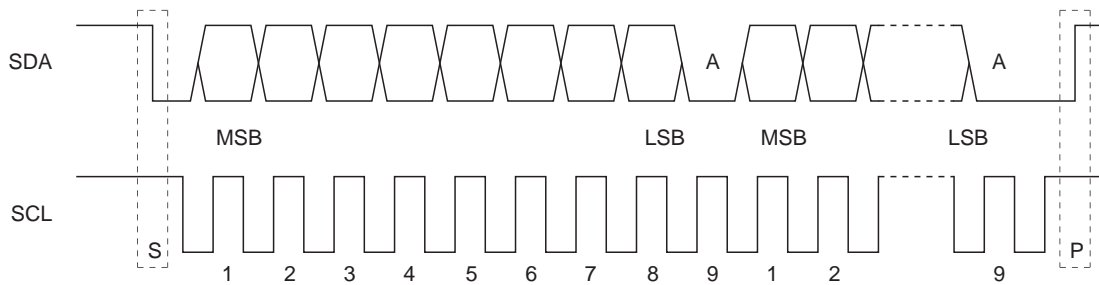 SDA A A
MSB LSB MSB LSB
SCL
S P
1 2 3 4 5 6 7 8 9 1 2 9